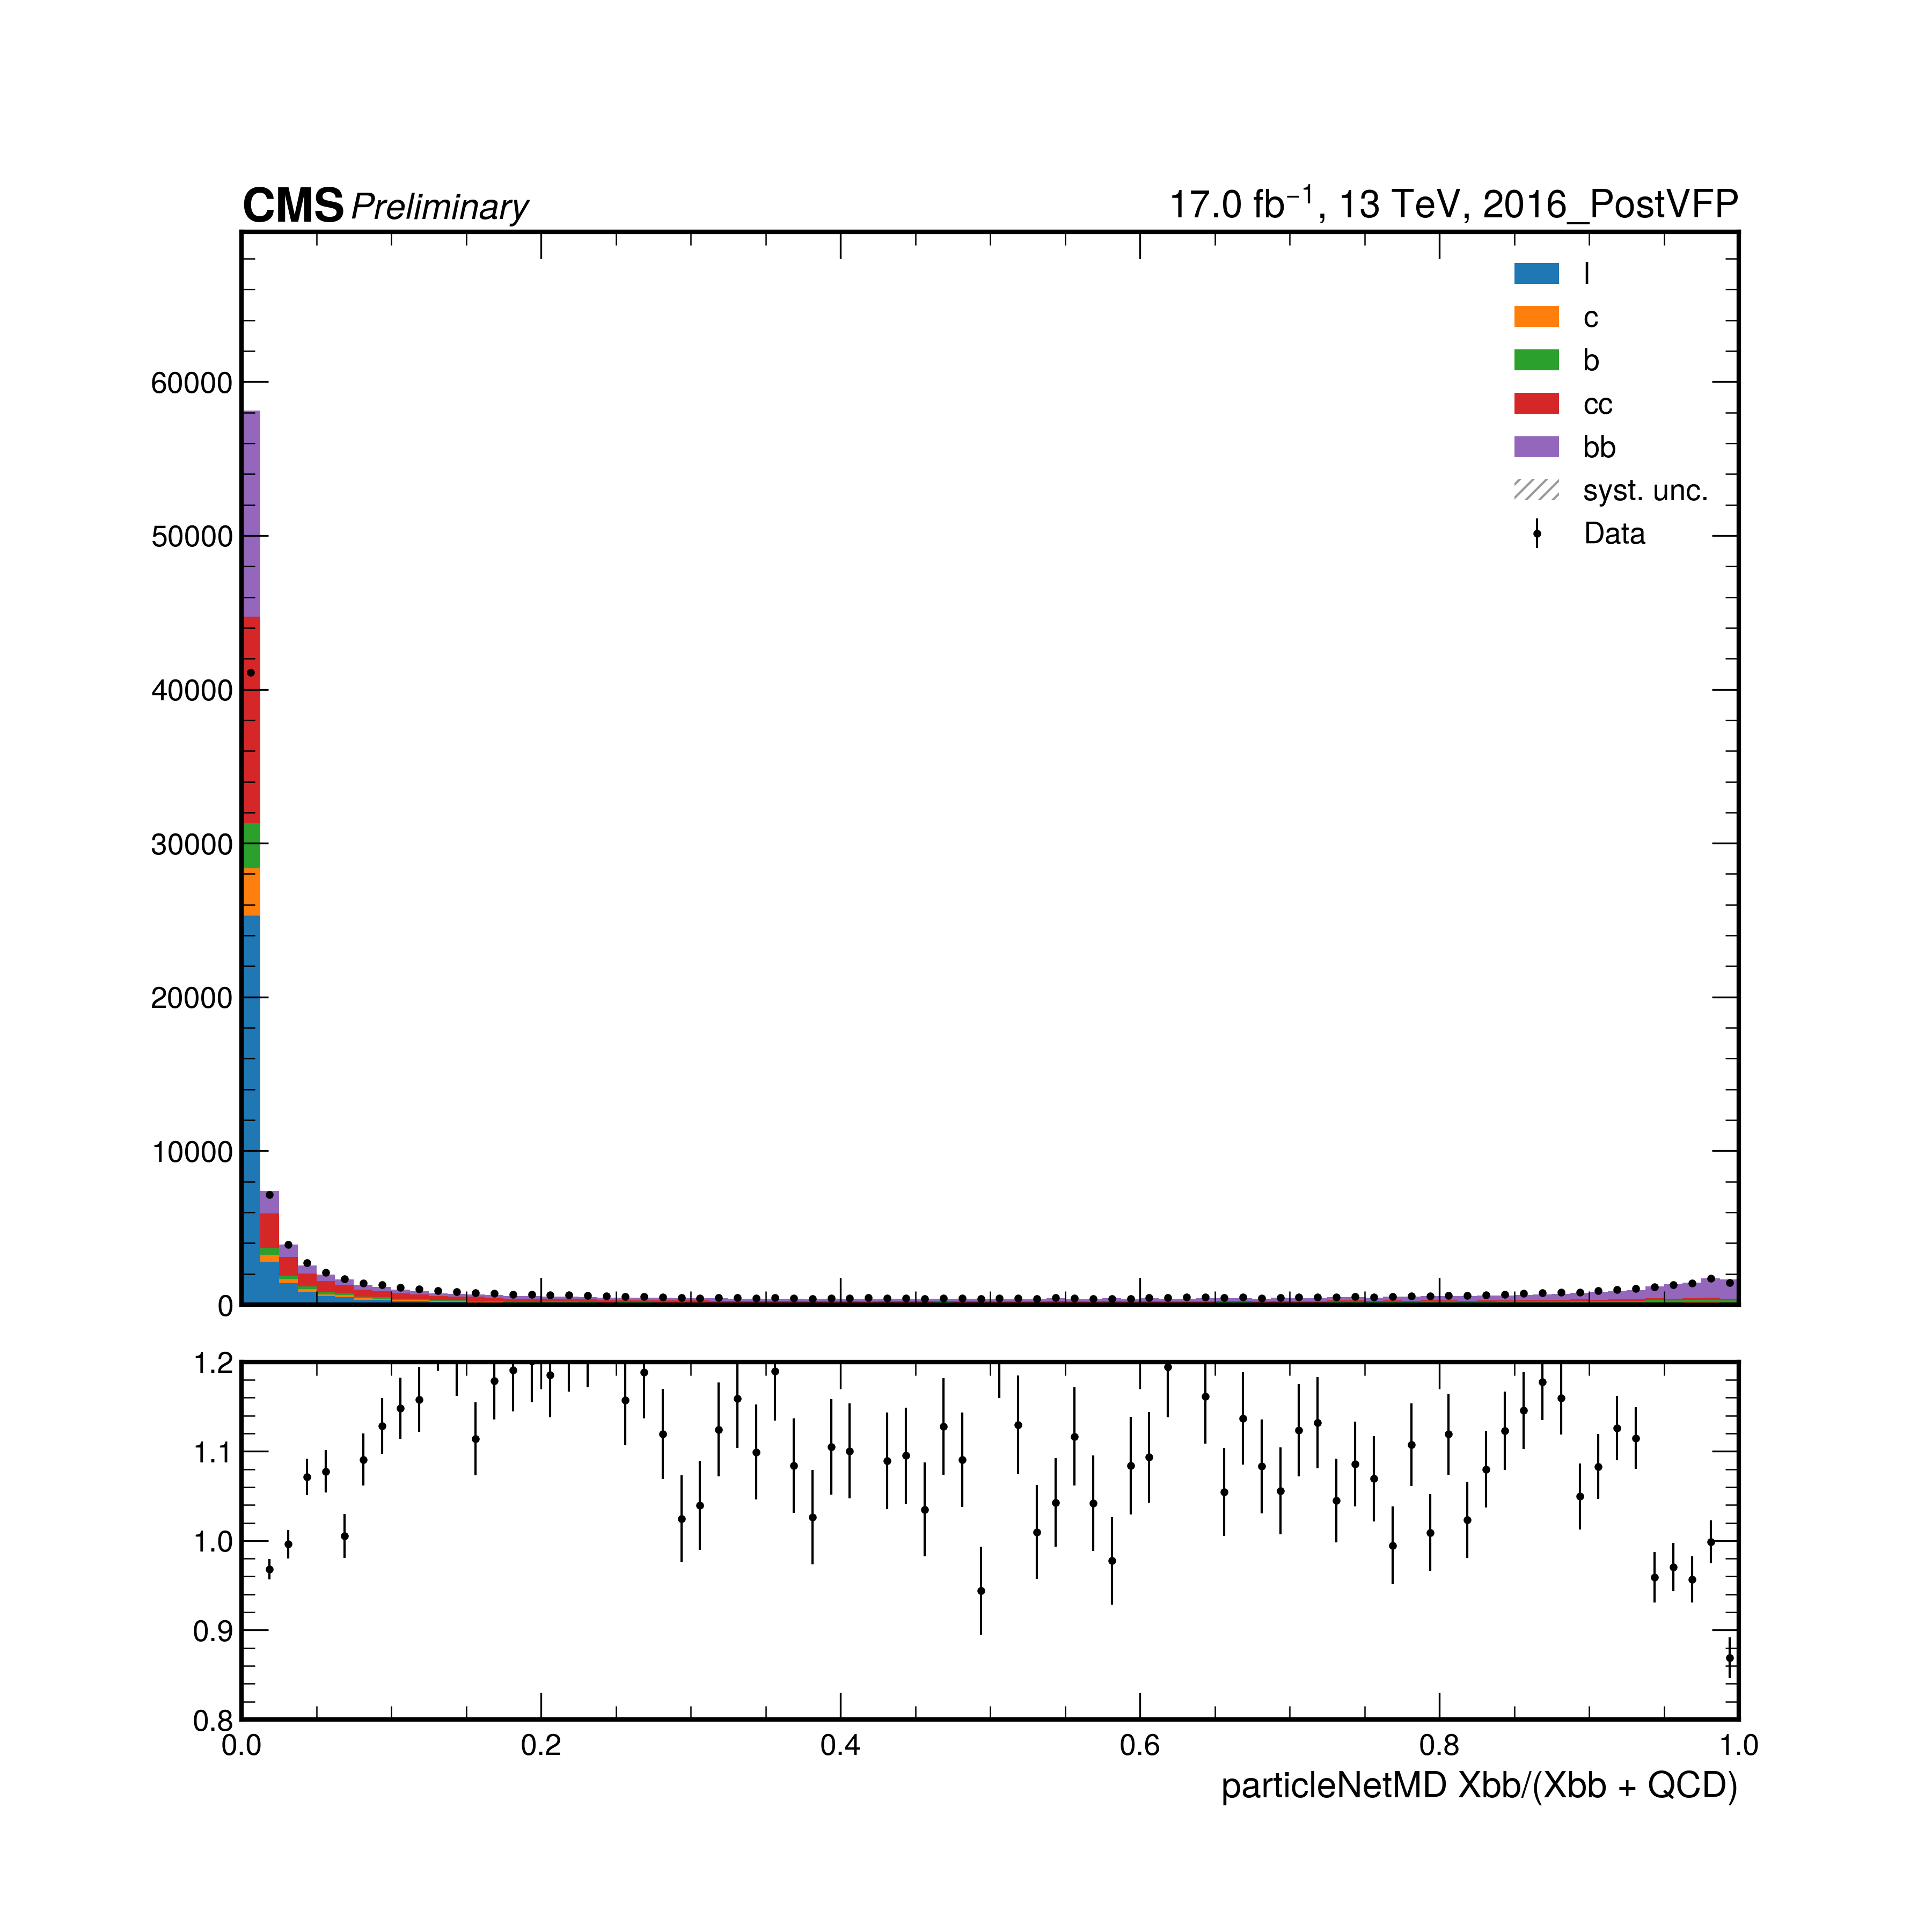 CMS Preliminary
17.0 fb⁻¹, 13 TeV, 2016_PostVFP
l
c
b
cc
bb
syst. unc.
Data
60000
50000
40000
30000
20000
10000
0
1.2
1.1
1.0
0.9
0.8
0.0 0.2 0.4 0.6 0.8 1.0
particleNetMD Xbb/(Xbb + QCD)